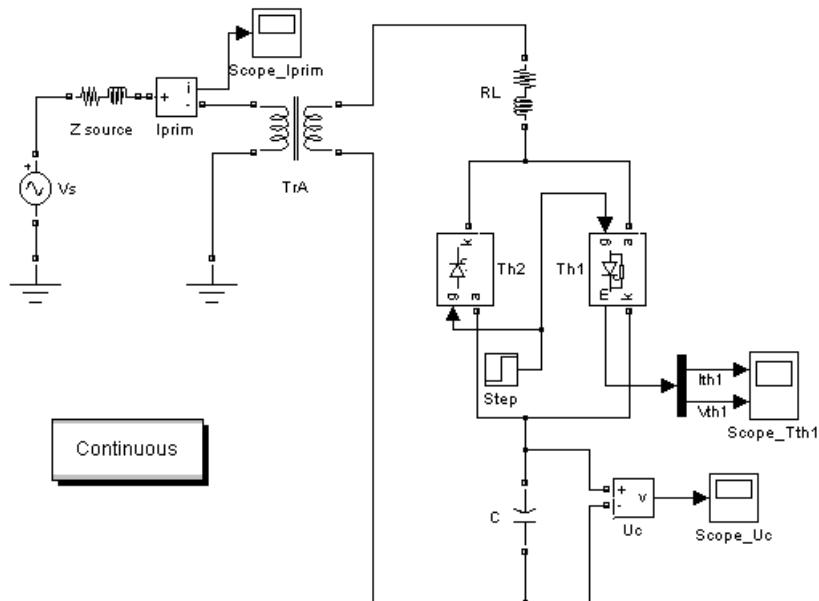 Scope_Iprim
RL
+
i
-
Z source
Iprim
TrA
+
Vs
k
g
a
Th2
g
a
m
k
Th1
Step
Ith1
Vth1
Scope_Tth1
Continuous
C
+
-
v
Uc
Scope_Uc